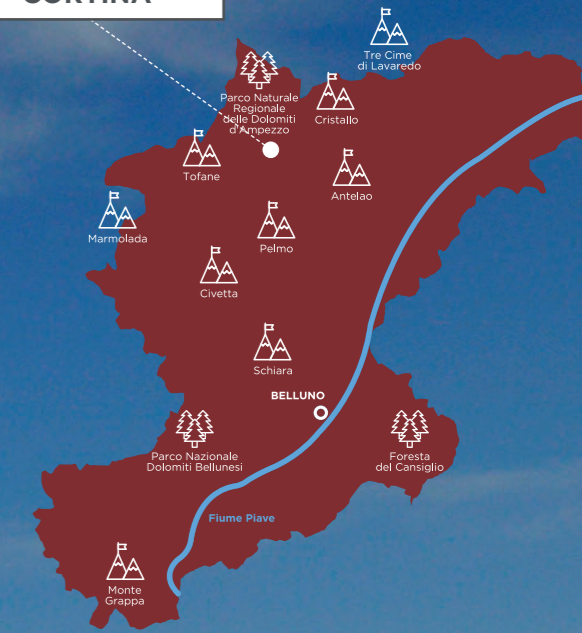 CORTINA
Tre Cime
di Lavaredo
Parco Naturale
Regionale
delle Dolomiti
d'Ampezzo
Cristallo
Tofane
Antelao
Marmolada
Pelmo
Civetta
Schiara
BELLUNO
Parco Nazionale
Dolomiti Bellunesi
Foresta
del Cansiglio
Fiume Piave
Monte
Grappa